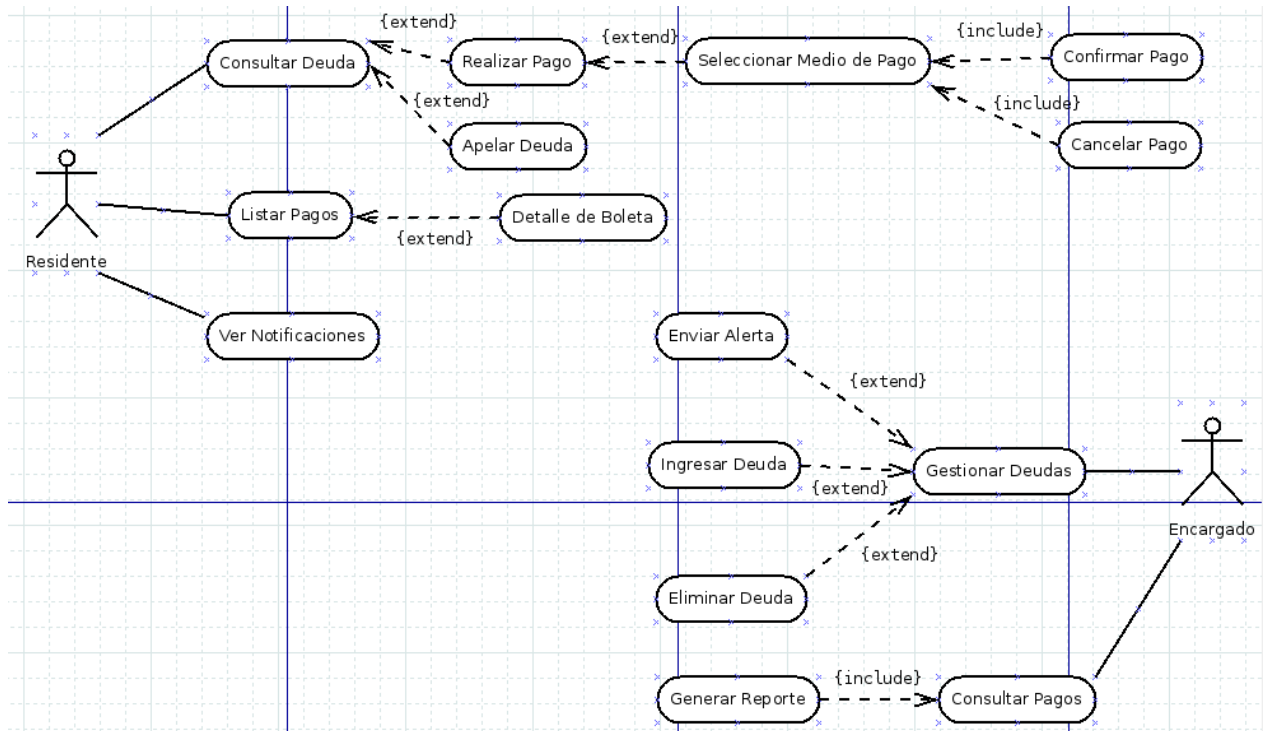 {extend}
{extend}
{include}
Consultar Deuda
Realizar Pago
Seleccionar Medio de Pago
Confirmar Pago
{extend}
{include}
Apelar Deuda
Cancelar Pago
Listar Pagos
Detalle de Boleta
{extend}
Residente
Ver Notificaciones
Enviar Alerta
{extend}
Ingresar Deuda
Gestionar Deudas
{extend}
Encargado
{extend}
Eliminar Deuda
{include}
Generar Reporte
Consultar Pagos